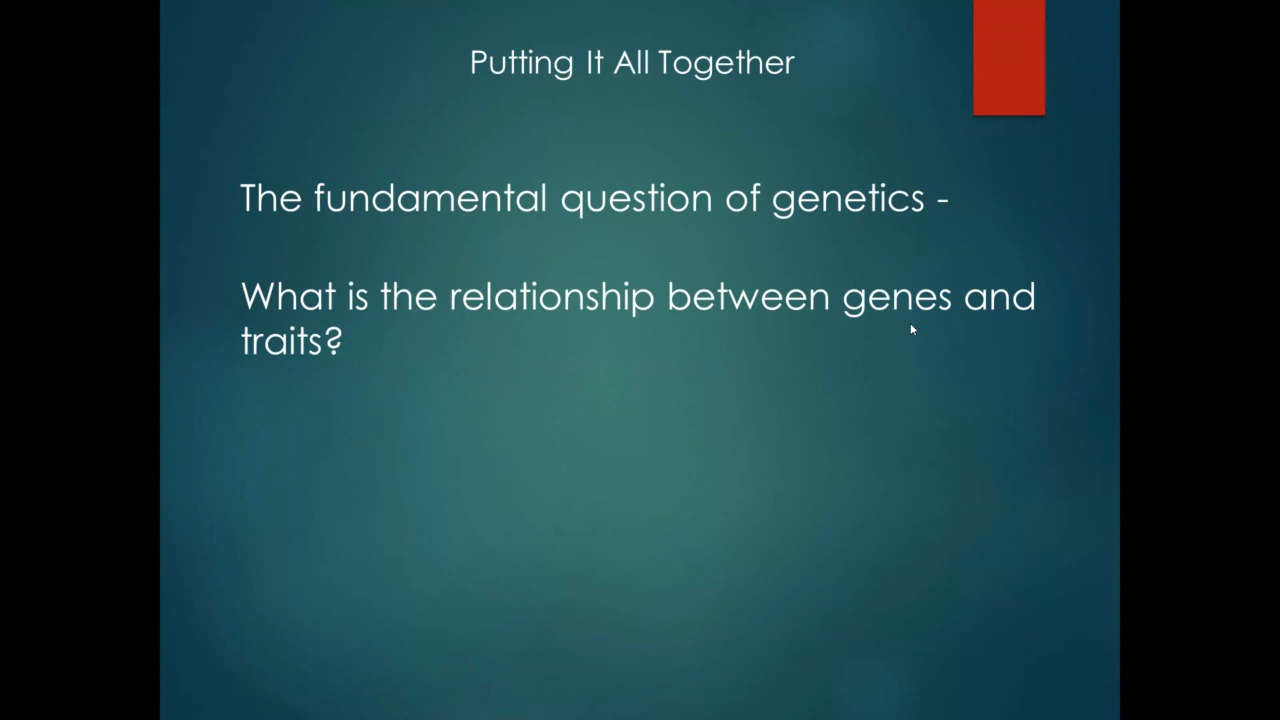 Putting It All Together
The fundamental question of genetics -
What is the relationship between genes and
traits?